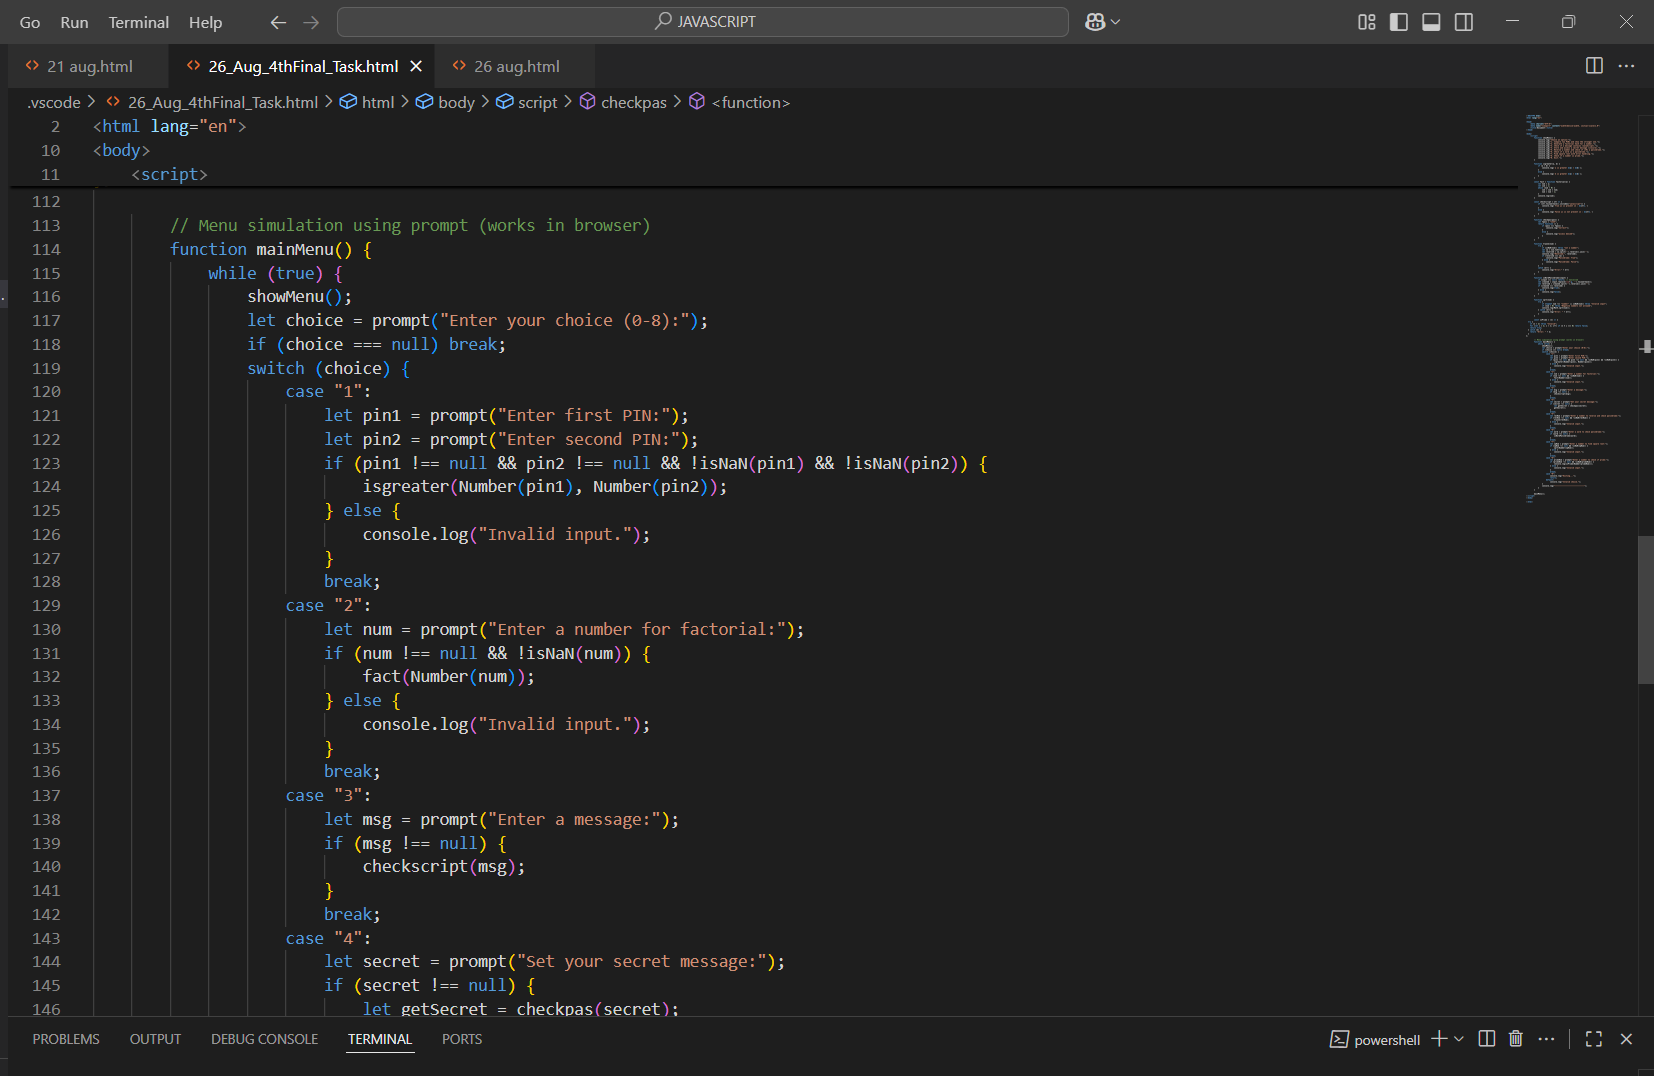 Go Run Terminal Help JAVASCRIPT
21 aug.html 26_Aug_4thFinal_Task.html 26 aug.html
.vscode > 26_Aug_4thFinal_Task.html > html > body > script > checkpas > <function>
2 <html lang="en">
10 <body>
11 <script>
112
113 // Menu simulation using prompt (works in browser)
114 function mainMenu() {
115 while (true) {
116 showMenu();
117 let choice = prompt("Enter your choice (0-8):");
118 if (choice === null) break;
119 switch (choice) {
120 case "1":
121 let pin1 = prompt("Enter first PIN:");
122 let pin2 = prompt("Enter second PIN:");
123 if (pin1 !== null && pin2 !== null && !isNaN(pin1) && !isNaN(pin2)) {
124 isgreater(Number(pin1), Number(pin2));
125 } else {
126 console.log("Invalid input.");
127 }
128 break;
129 case "2":
130 let num = prompt("Enter a number for factorial:");
131 if (num !== null && !isNaN(num)) {
132 fact(Number(num));
133 } else {
134 console.log("Invalid input.");
135 }
136 break;
137 case "3":
138 let msg = prompt("Enter a message:");
139 if (msg !== null) {
140 checkscript(msg);
141 }
142 break;
143 case "4":
144 let secret = prompt("Set your secret message:");
145 if (secret !== null) {
146 let getSecret = checkpas(secret);
PROBLEMS OUTPUT DEBUG CONSOLE TERMINAL PORTS powershell